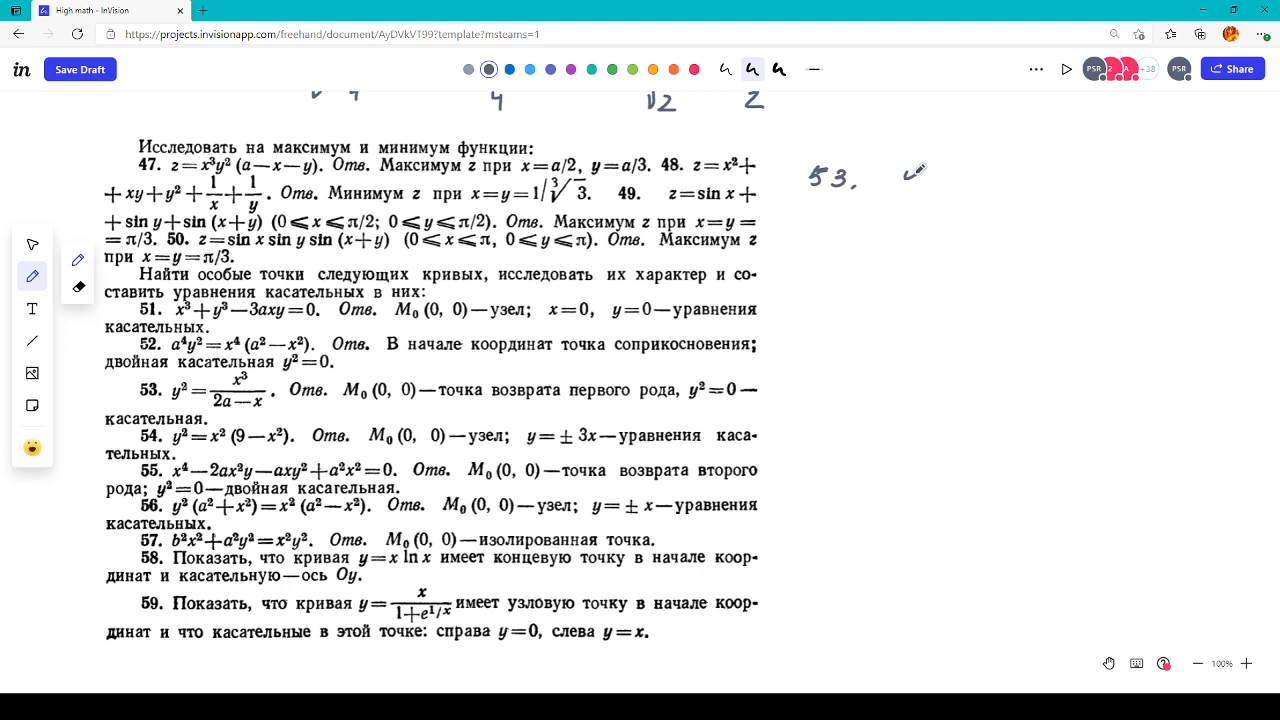 High math - InVision
https://projects.invisionapp.com/freehand/document/AyDVkVT99?template?msteams=1
in Save Draft
PSR 2 A +38 PSR Share
4 4 √2 2
Исследовать на максимум и минимум функции:
47. z=x³y² (a—x—y). Отв. Максимум z при x=a/2, y=a/3. 48. z=x²+
+xy+y²+1/x+1/y. Отв. Минимум z при x=y=1/∛3. 49. z=sin x+
+sin y+sin (x+y) (0⩽x⩽π/2; 0⩽y⩽π/2). Отв. Максимум z при x=y=
=π/3. 50. z=sin x sin y sin (x+y) (0⩽x⩽π, 0⩽y⩽π). Отв. Максимум z
при x=y=π/3.
Найти особые точки следующих кривых, исследовать их характер и со-
ставить уравнения касательных в них:
51. x³+y³—3axy=0. Отв. M₀(0, 0)—узел; x=0, y=0—уравнения
касательных.
52. a⁴y²=x⁴(a²—x²). Отв. В начале координат точка соприкосновения;
двойная касательная y²=0.
53. y²=x³/(2a—x). Отв. M₀(0, 0)—точка возврата первого рода, y²=0—
касательная.
54. y²=x²(9—x²). Отв. M₀(0, 0)—узел; y=±3x—уравнения каса-
тельных.
55. x⁴—2ax²y—axy²+a²x²=0. Отв. M₀(0, 0)—точка возврата второго
рода; y²=0—двойная касательная.
56. y²(a²+x²)=x²(a²—x²). Отв. M₀(0, 0)—узел; y=±x—уравнения
касательных.
57. b²x²+a²y²=x²y². Отв. M₀(0, 0)—изолированная точка.
58. Показать, что кривая y=x ln x имеет концевую точку в начале коор-
динат и касательную—ось Oy.
59. Показать, что кривая y=x/(1+e^(1/x)) имеет узловую точку в начале коор-
динат и что касательные в этой точке: справа y=0, слева y=x.
53.
100%